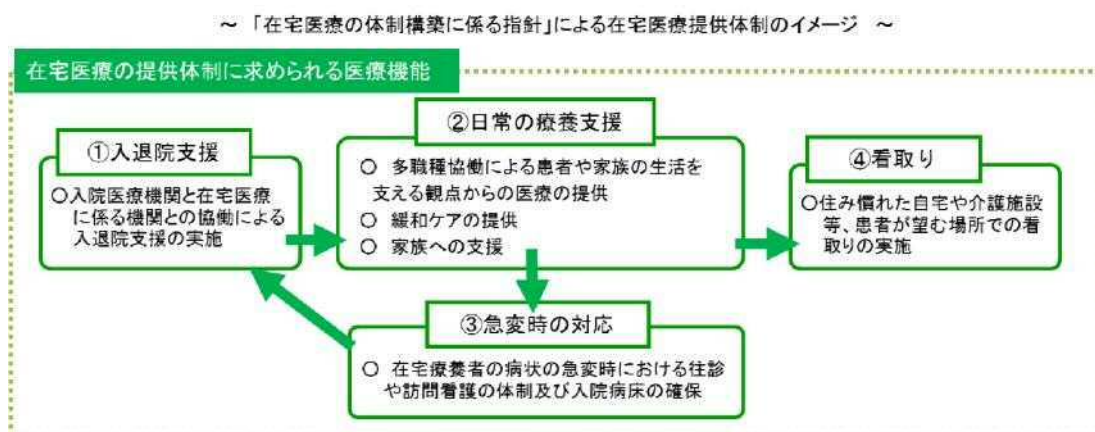 ～ 「在宅医療の体制構築に係る指針」による在宅医療提供体制のイメージ ～
在宅医療の提供体制に求められる医療機能
①入退院支援
○入院医療機関と在宅医療
に係る機関との協働による
入退院支援の実施
②日常の療養支援
○ 多職種協働による患者や家族の生活を
支える観点からの医療の提供
○ 緩和ケアの提供
○ 家族への支援
③急変時の対応
○ 在宅療養者の病状の急変時における往診
や訪問看護の体制及び入院病床の確保
④看取り
○住み慣れた自宅や介護施設
等、患者が望む場所での看
取りの実施